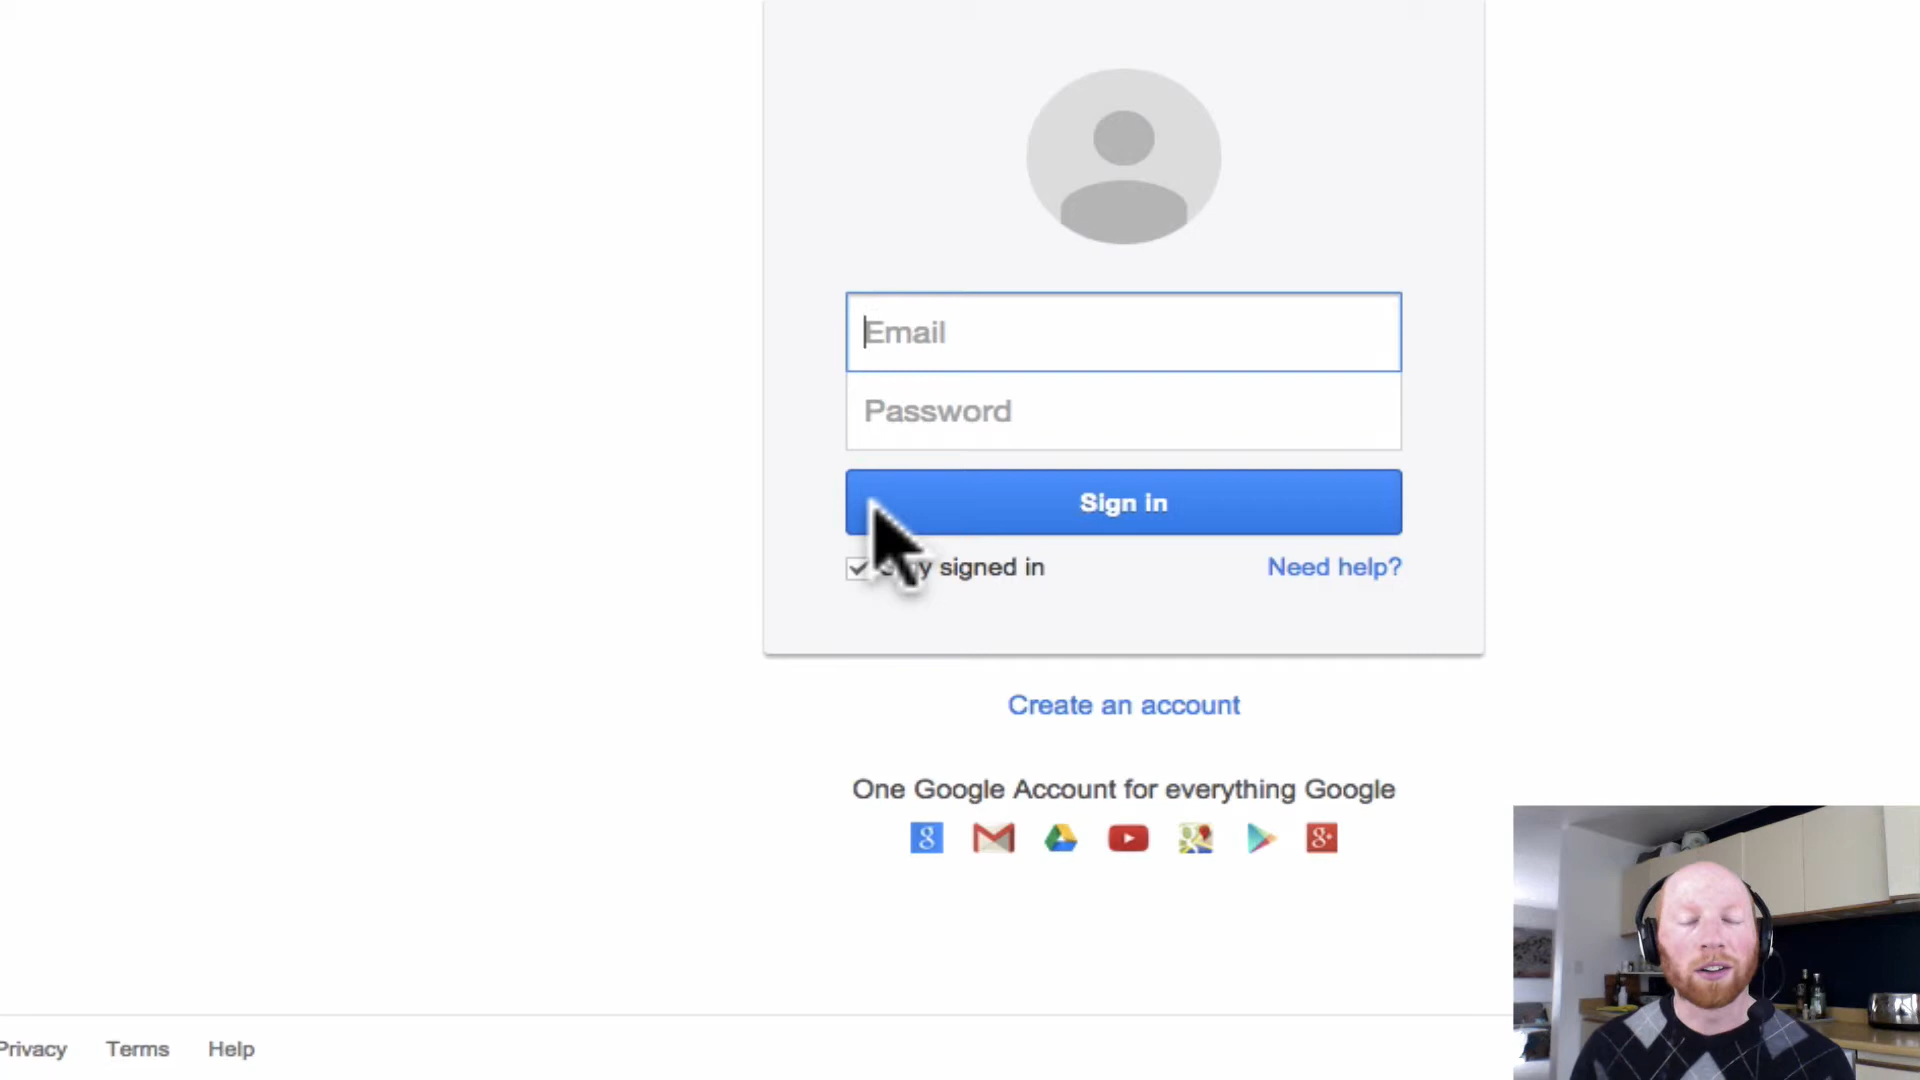 Email
Password
Sign in
signed in
Need help?
Create an account
One Google Account for everything Google
Privacy
Terms
Help